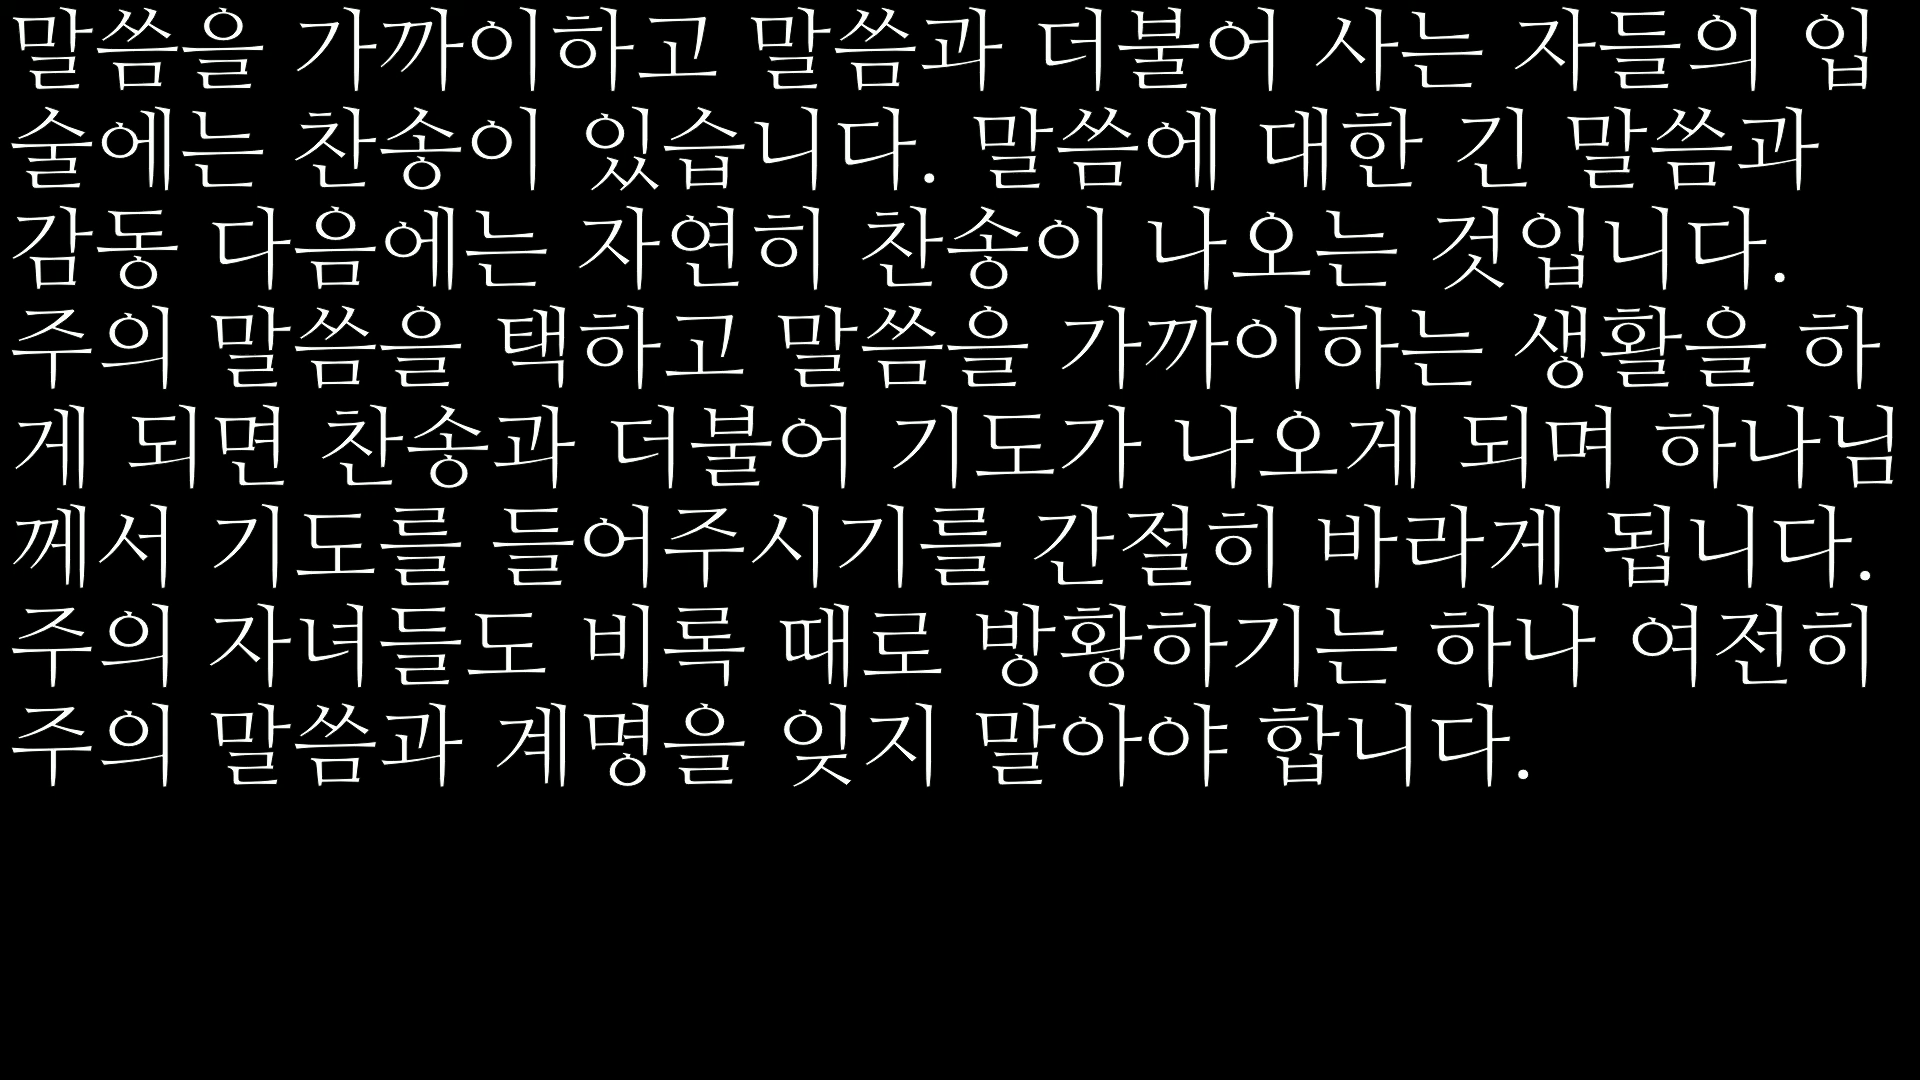 말씀을 가까이하고 말씀과 더불어 사는 자들의 입
술에는 찬송이 있습니다. 말씀에 대한 긴 말씀과
감동 다음에는 자연히 찬송이 나오는 것입니다.
주의 말씀을 택하고 말씀을 가까이하는 생활을 하
게 되면 찬송과 더불어 기도가 나오게 되며 하나님
께서 기도를 들어주시기를 간절히 바라게 됩니다.
주의 자녀들도 비록 때로 방황하기는 하나 여전히
주의 말씀과 계명을 잊지 말아야 합니다.